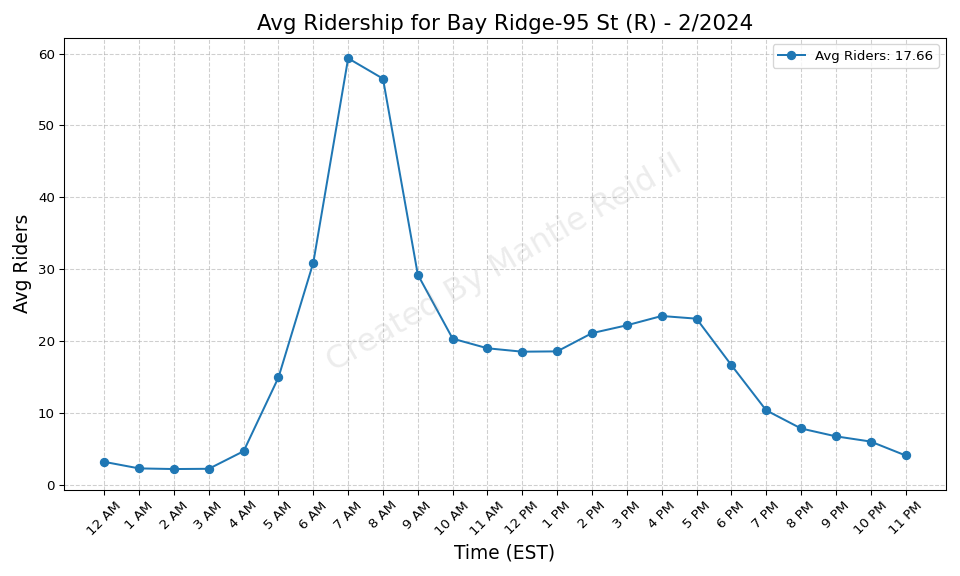 Avg Ridership for Bay Ridge-95 St (R) - 2/2024
Avg Riders: 17.66
60
50
40
30
20
10
0
Avg Riders
Created By Mantie Reid II
12 AM
1 AM
2 AM
3 AM
4 AM
5 AM
6 AM
7 AM
8 AM
9 AM
10 AM
11 AM
12 PM
1 PM
2 PM
3 PM
4 PM
5 PM
6 PM
7 PM
8 PM
9 PM
10 PM
11 PM
Time (EST)